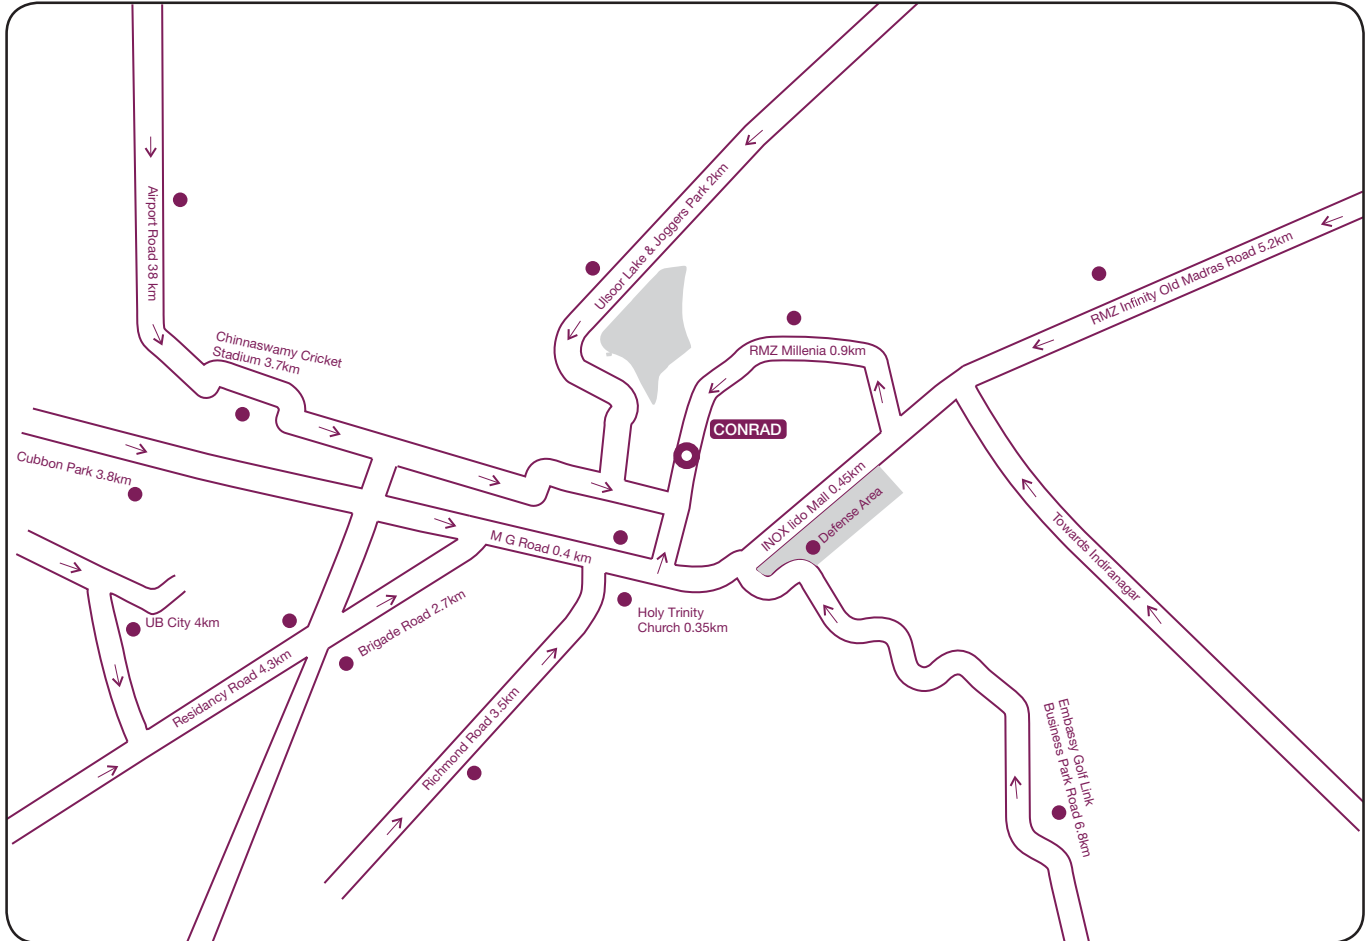 Airport Road 38 km
Ulsoor Lake & Joggers Park 2km
RMZ Infinity Old Madras Road 5.2km
Chinnaswamy Cricket
Stadium 3.7km
RMZ Millenia 0.9km
CONRAD
Cubbon Park 3.8km
INOX lido Mall 0.45km
Defense Area
M G Road 0.4 km
Towards Indiranagar
Holy Trinity
Church 0.35km
UB City 4km
Brigade Road 2.7km
Residancy Road 4.3km
Richmond Road 3.5km
Embassy Golf Link
Business Park Road 6.8km